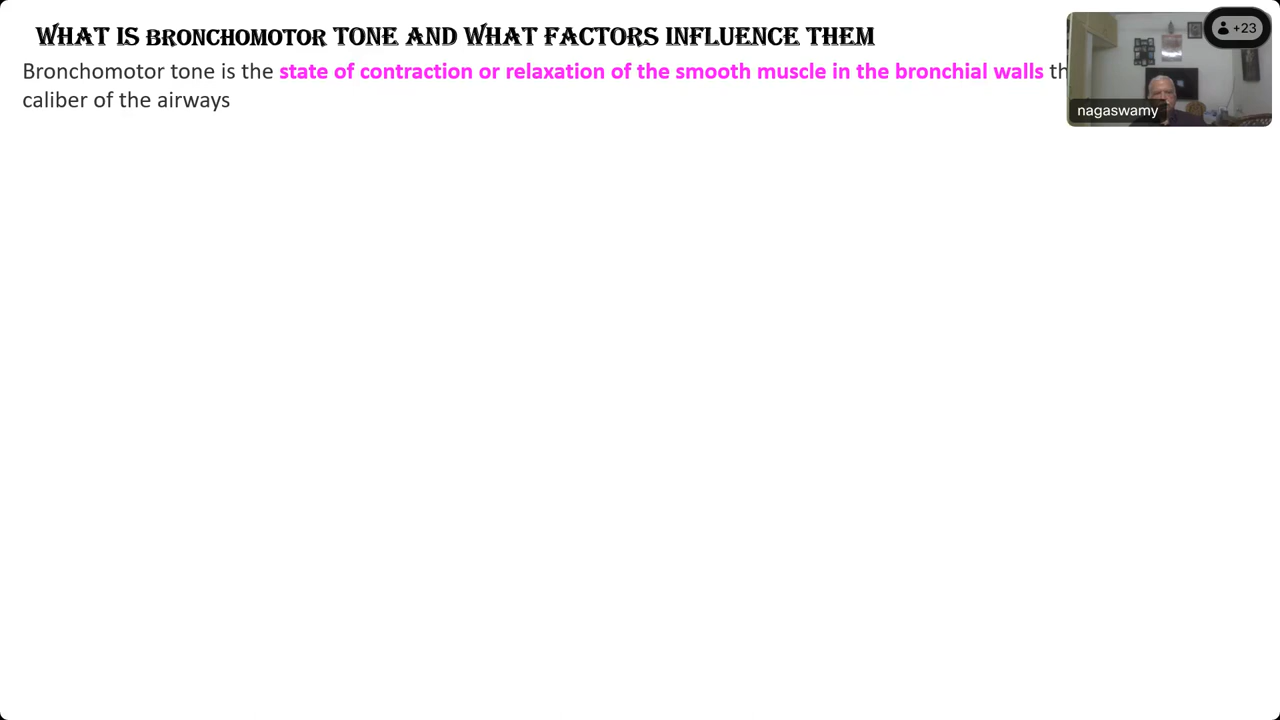 WHAT IS BRONCHOMOTOR TONE AND WHAT FACTORS INFLUENCE THEM
Bronchomotor tone is the state of contraction or relaxation of the smooth muscle in the bronchial walls
caliber of the airways
+23
nagaswamy